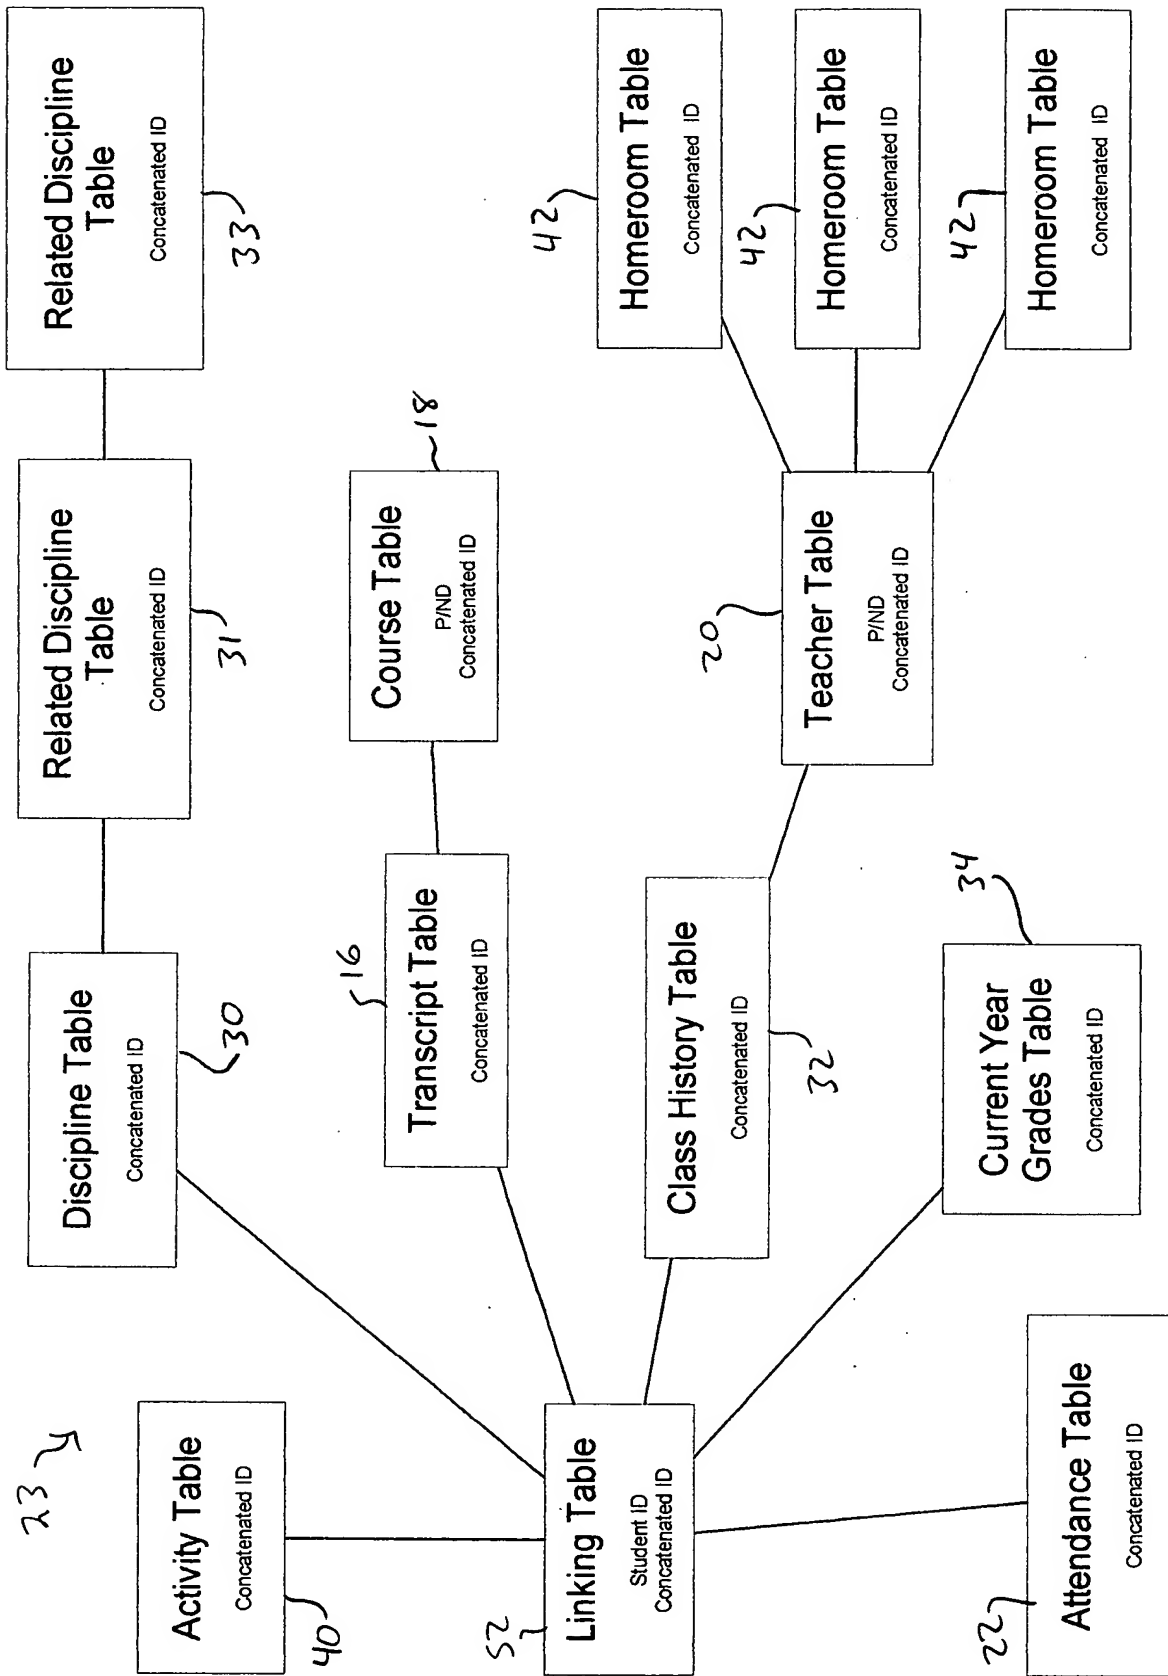 23
Activity Table
Concatenated ID
40
Discipline Table
Concatenated ID
30
Related Discipline
Table
Concatenated ID
31
Related Discipline
Table
Concatenated ID
33
52
Linking Table
Student ID
Concatenated ID
16
Transcript Table
Concatenated ID
18
Course Table
P/ND
Concatenated ID
Class History Table
Concatenated ID
32
20
Teacher Table
P/ND
Concatenated ID
42
Homeroom Table
Concatenated ID
42
Homeroom Table
Concatenated ID
42
Homeroom Table
Concatenated ID
22
Attendance Table
Concatenated ID
34
Current Year
Grades Table
Concatenated ID